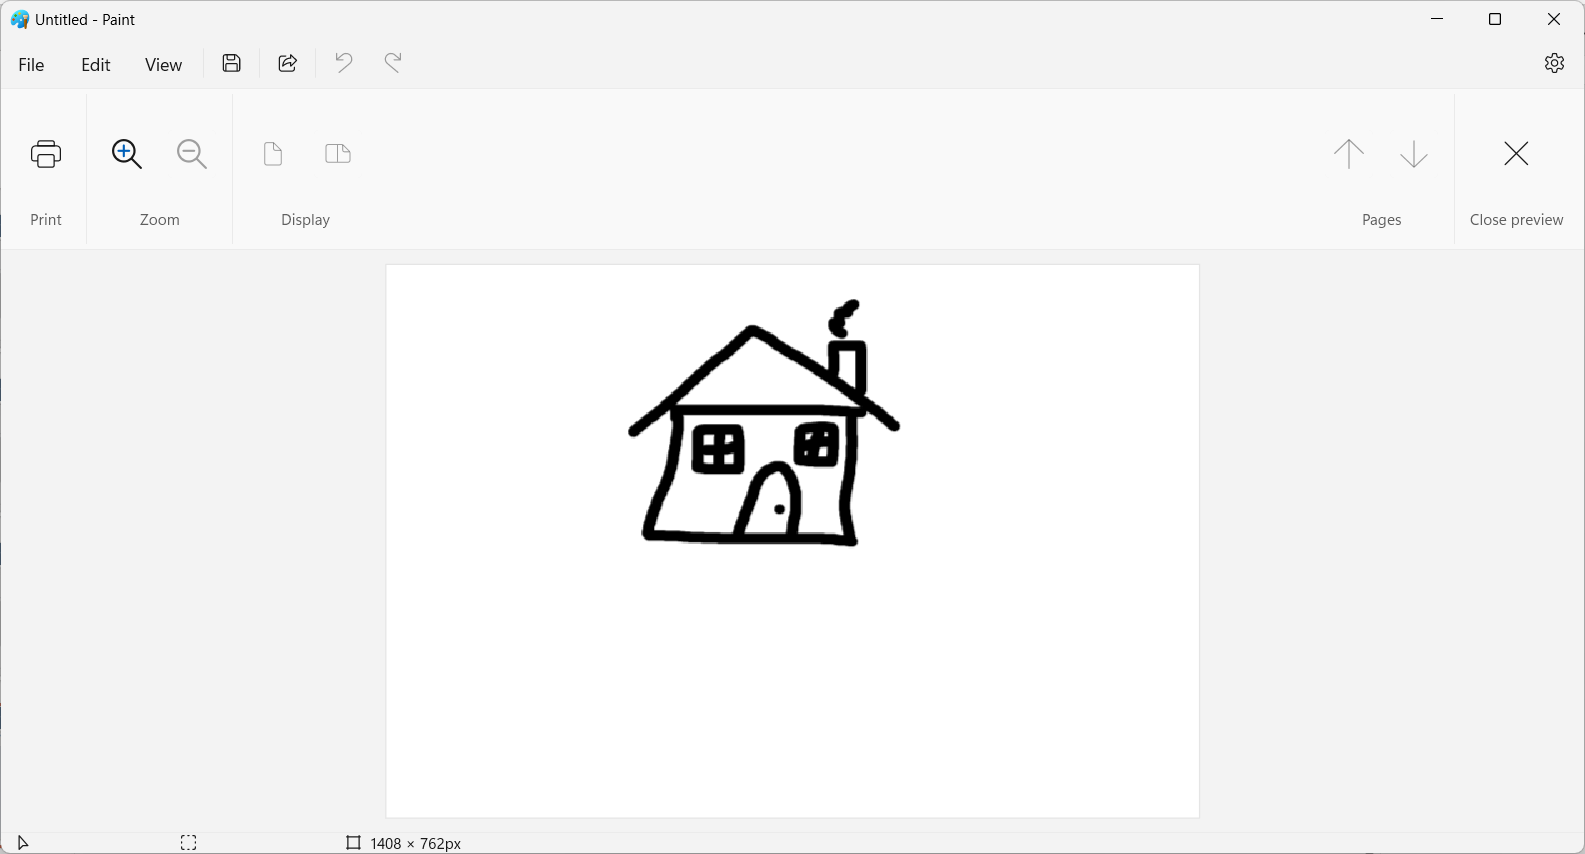 Untitled - Paint
File Edit View
Print Zoom Display Pages Close preview
1408 × 762px